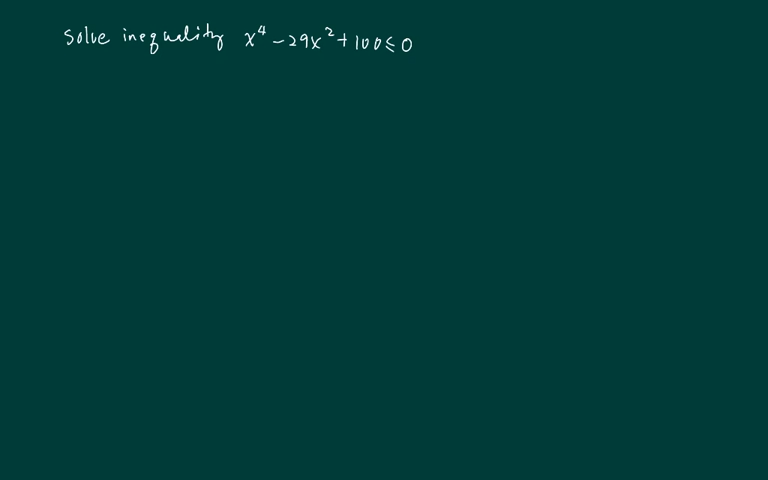 Solve inequality x⁴ - 29x² + 100 ≤ 0